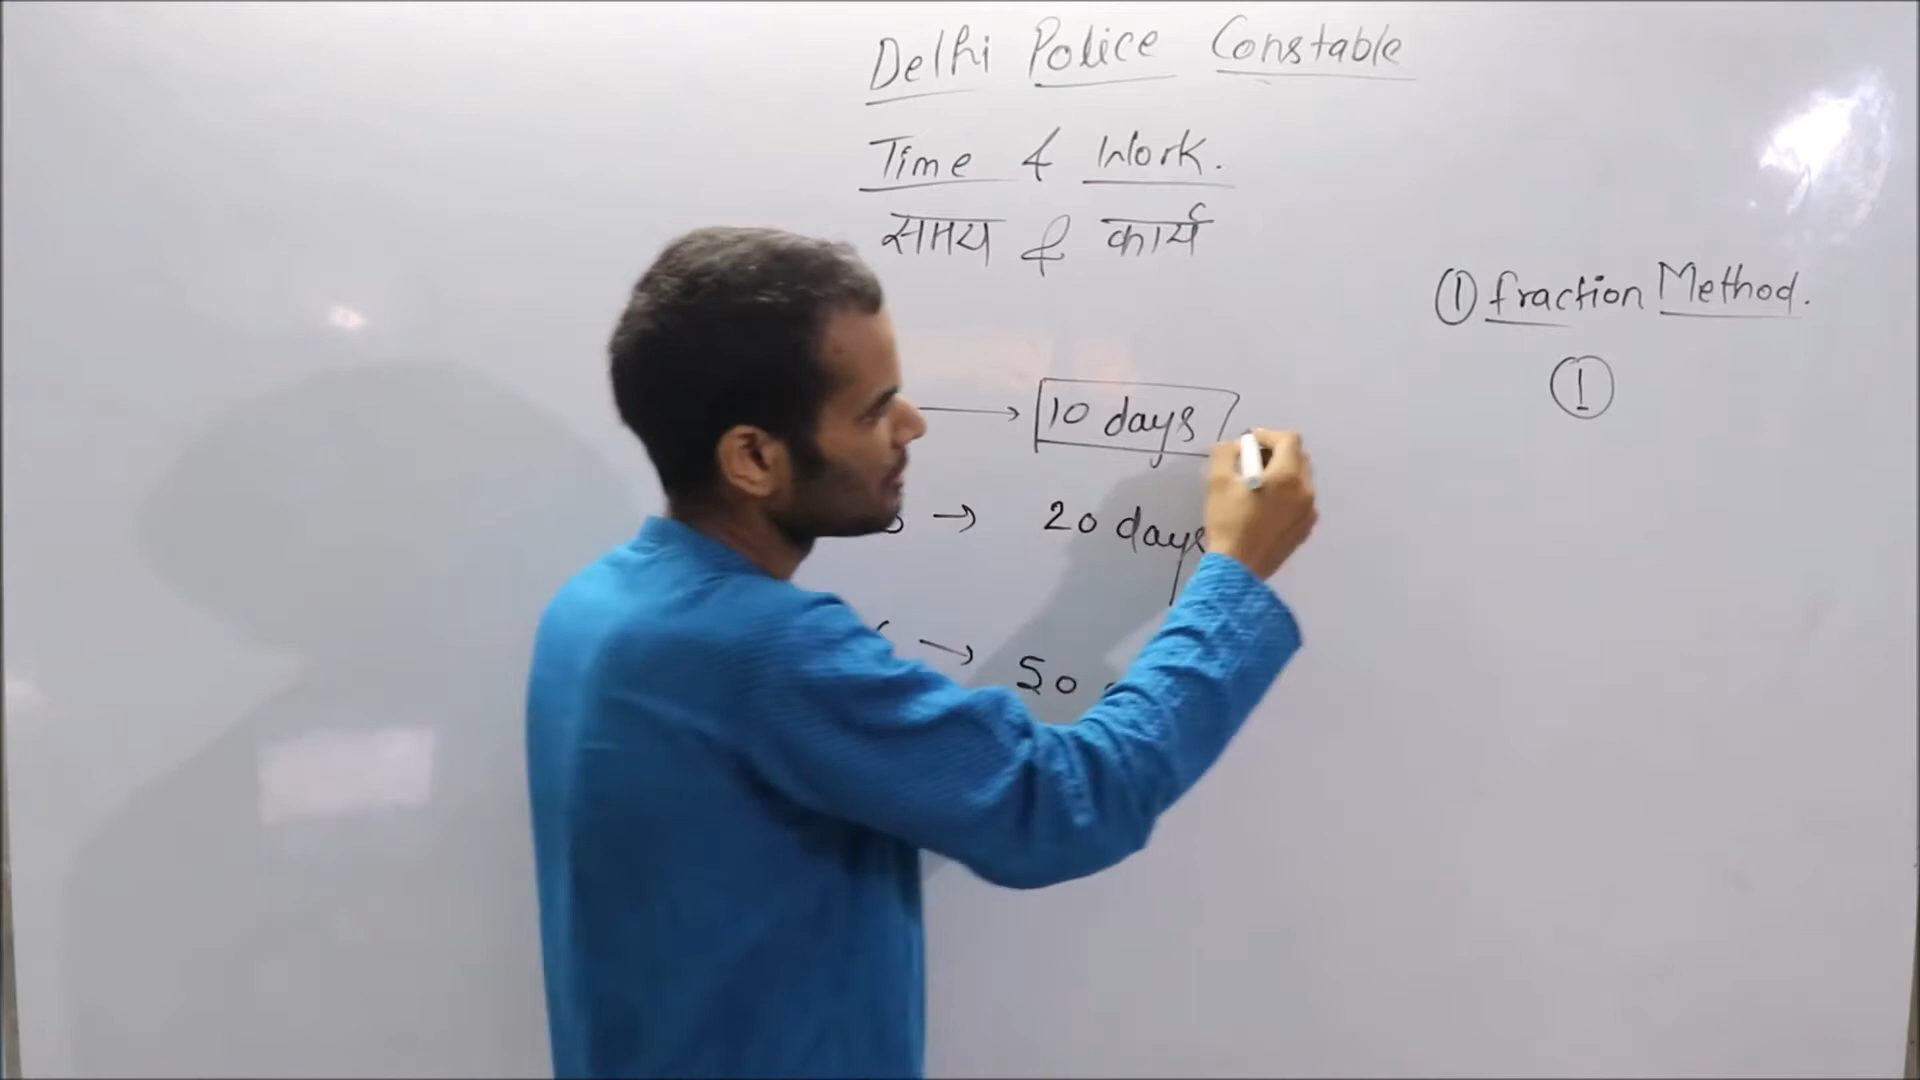 Delhi Police Constable
Time & Work.
समय & कार्य
① fraction Method.
①
→ 10 days
→ 20 days
→ 50